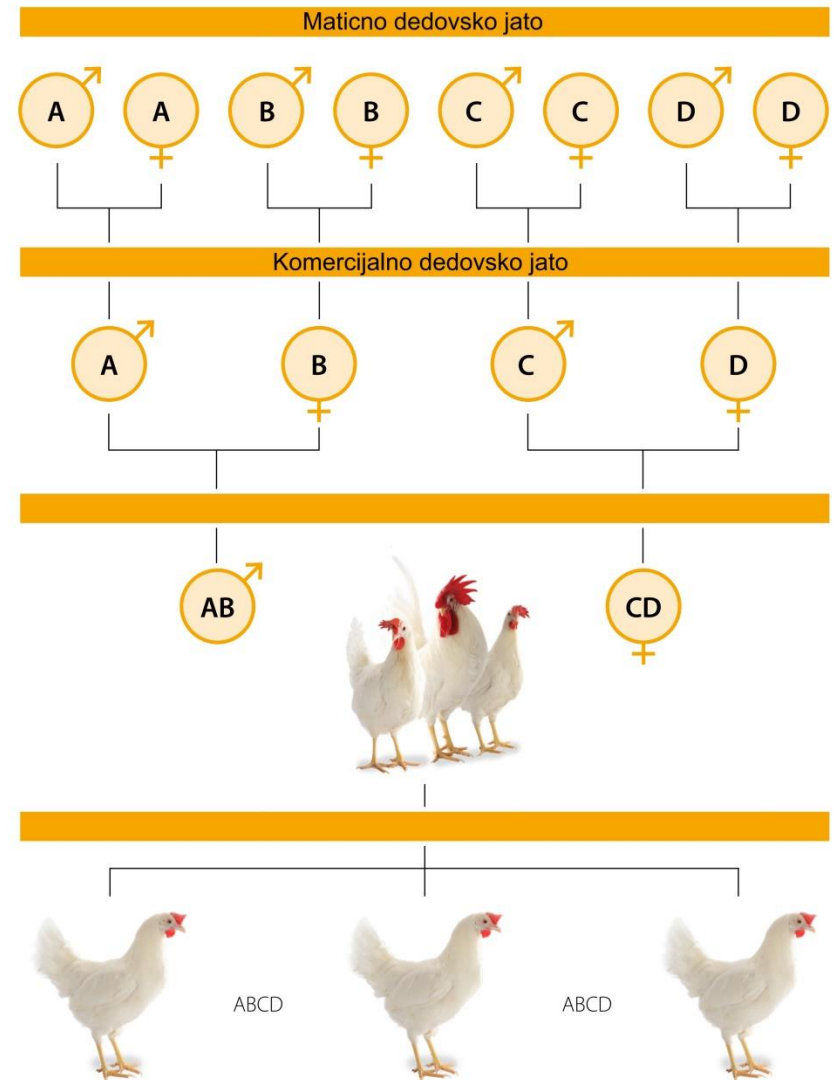 Maticno dedovsko jato
A A B B C C D D
Komercijalno dedovsko jato
A B C D
AB CD
ABCD ABCD